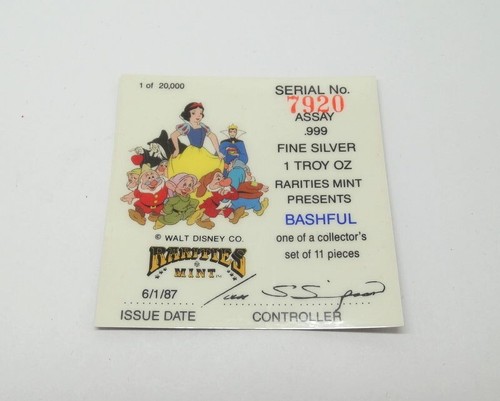 1 of 20,000
SERIAL No.
7920
ASSAY
.999
FINE SILVER
1 TROY OZ
RARITIES MINT
PRESENTS
BASHFUL
one of a collector's
set of 11 pieces
© WALT DISNEY CO.
RARITIES
MINT™
6/1/87
ISSUE DATE
CONTROLLER